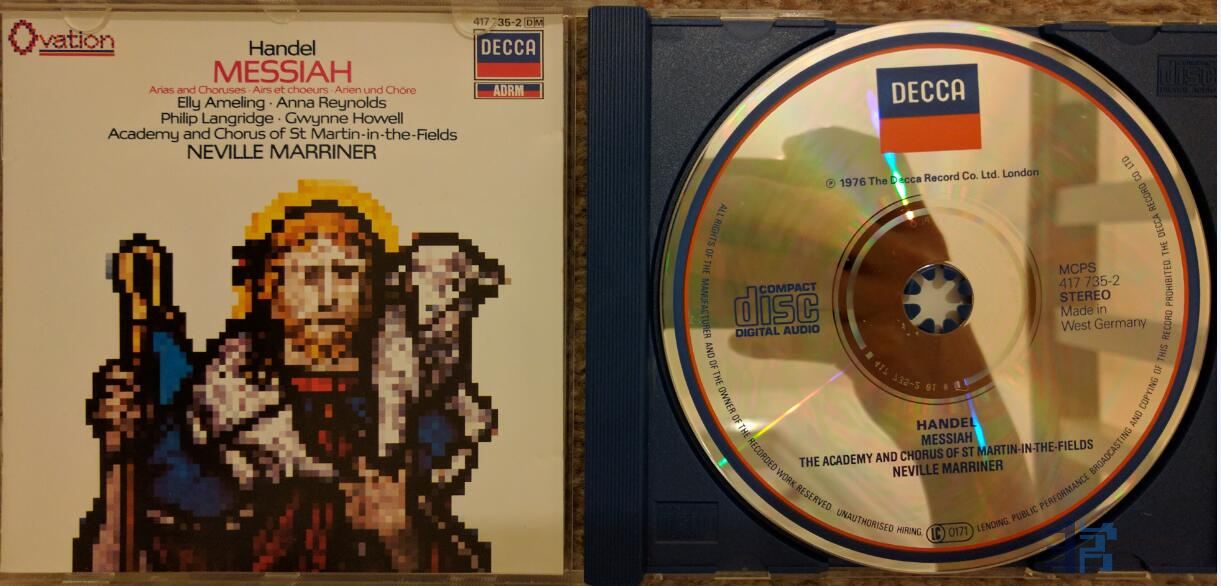 Ovation
417 735-2 DM
DECCA
ADRM
Handel
MESSIAH
Arias and Choruses · Airs et choeurs · Arien und Chöre
Elly Ameling · Anna Reynolds
Philip Langridge · Gwynne Howell
Academy and Chorus of St Martin-in-the-Fields
NEVILLE MARRINER
DECCA
℗ 1976 The Decca Record Co. Ltd. London
COMPACT
disc
DIGITAL AUDIO
MCPS
417 735-2
STEREO
Made in
West Germany
HANDEL
MESSIAH
THE ACADEMY AND CHORUS OF ST MARTIN-IN-THE-FIELDS
NEVILLE MARRINER
ALL RIGHTS OF THE MANUFACTURER AND OF THE OWNER OF THE RECORDED WORK RESERVED. UNAUTHORISED HIRING, LENDING, PUBLIC PERFORMANCE BROADCASTING AND COPYING OF THIS RECORD PROHIBITED THE DECCA RECORD CO LTD
LC 0171
disc